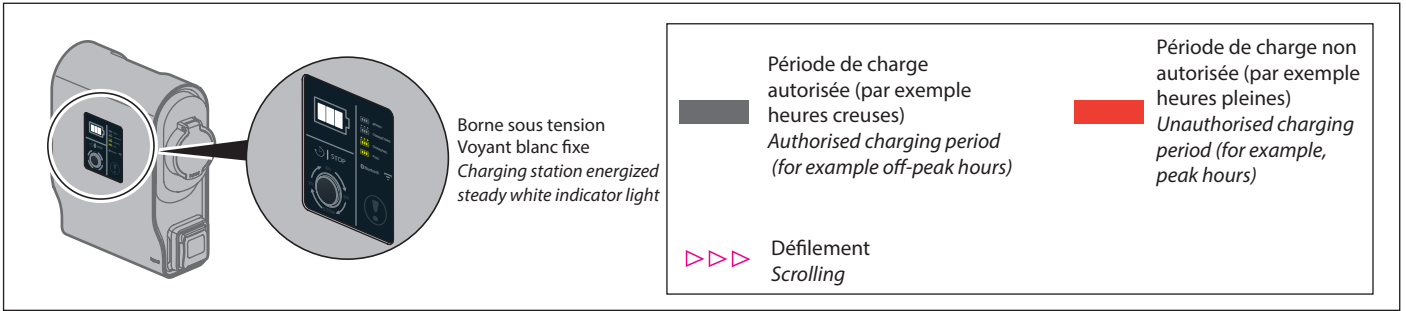 STOP
Bluetooth
Borne sous tension
Voyant blanc fixe
Charging station energized
steady white indicator light
Période de charge
autorisée (par exemple
heures creuses)
Authorised charging period
(for example off-peak hours)
Période de charge non
autorisée (par exemple
heures pleines)
Unauthorised charging
period (for example,
peak hours)
Défilement
Scrolling